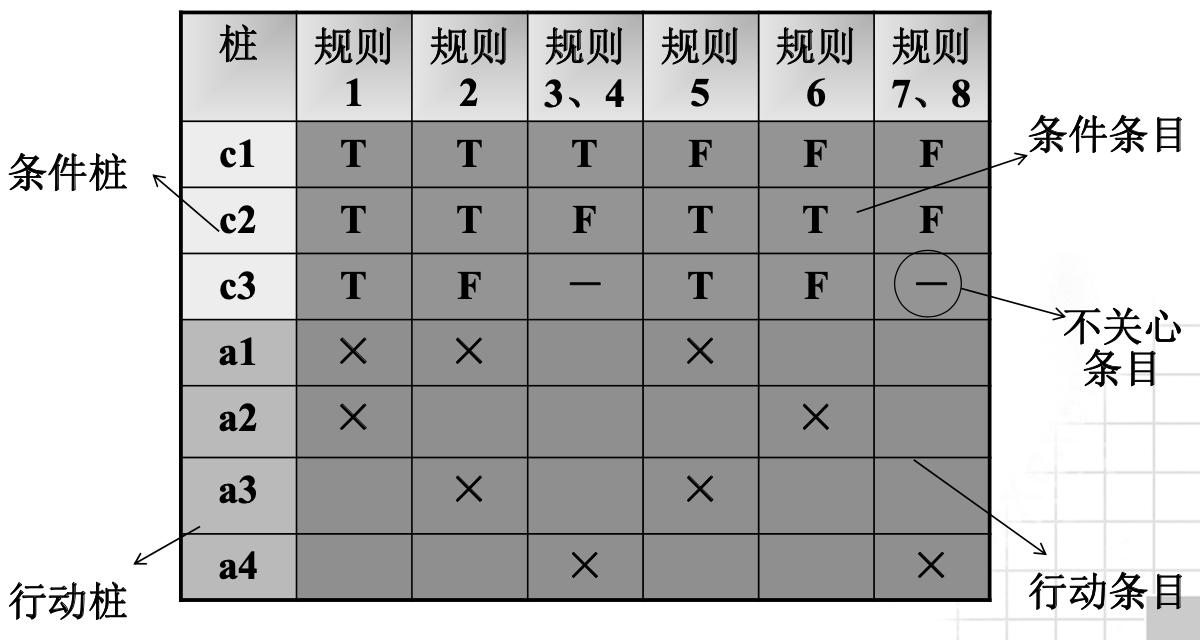 桩 规则 1 规则 2 规则 3、4 规则 5 规则 6 规则 7、8
c1 T T T F F F
c2 T T F T T F
c3 T F — T F —
a1 × × ×
a2 × ×
a3 × ×
a4 × ×
条件桩
行动桩
条件条目
不关心
条目
行动条目